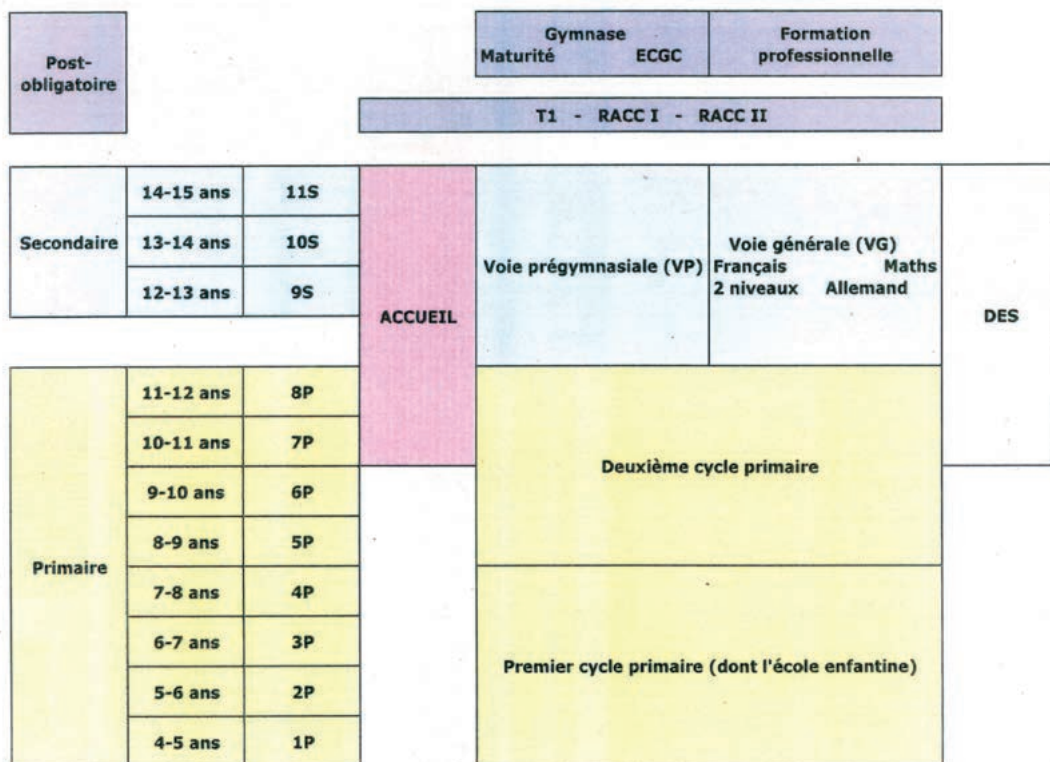 Post-
obligatoire
Gymnase
Maturité ECGC
Formation
professionnelle
T1 - RACC I - RACC II
Secondaire
14-15 ans 11S
13-14 ans 10S
12-13 ans 9S
ACCUEIL
Voie prégymnasiale (VP)
Voie générale (VG)
Français Maths
2 niveaux Allemand
DES
Primaire
11-12 ans 8P
10-11 ans 7P
9-10 ans 6P
8-9 ans 5P
7-8 ans 4P
6-7 ans 3P
5-6 ans 2P
4-5 ans 1P
Deuxième cycle primaire
Premier cycle primaire (dont l'école enfantine)